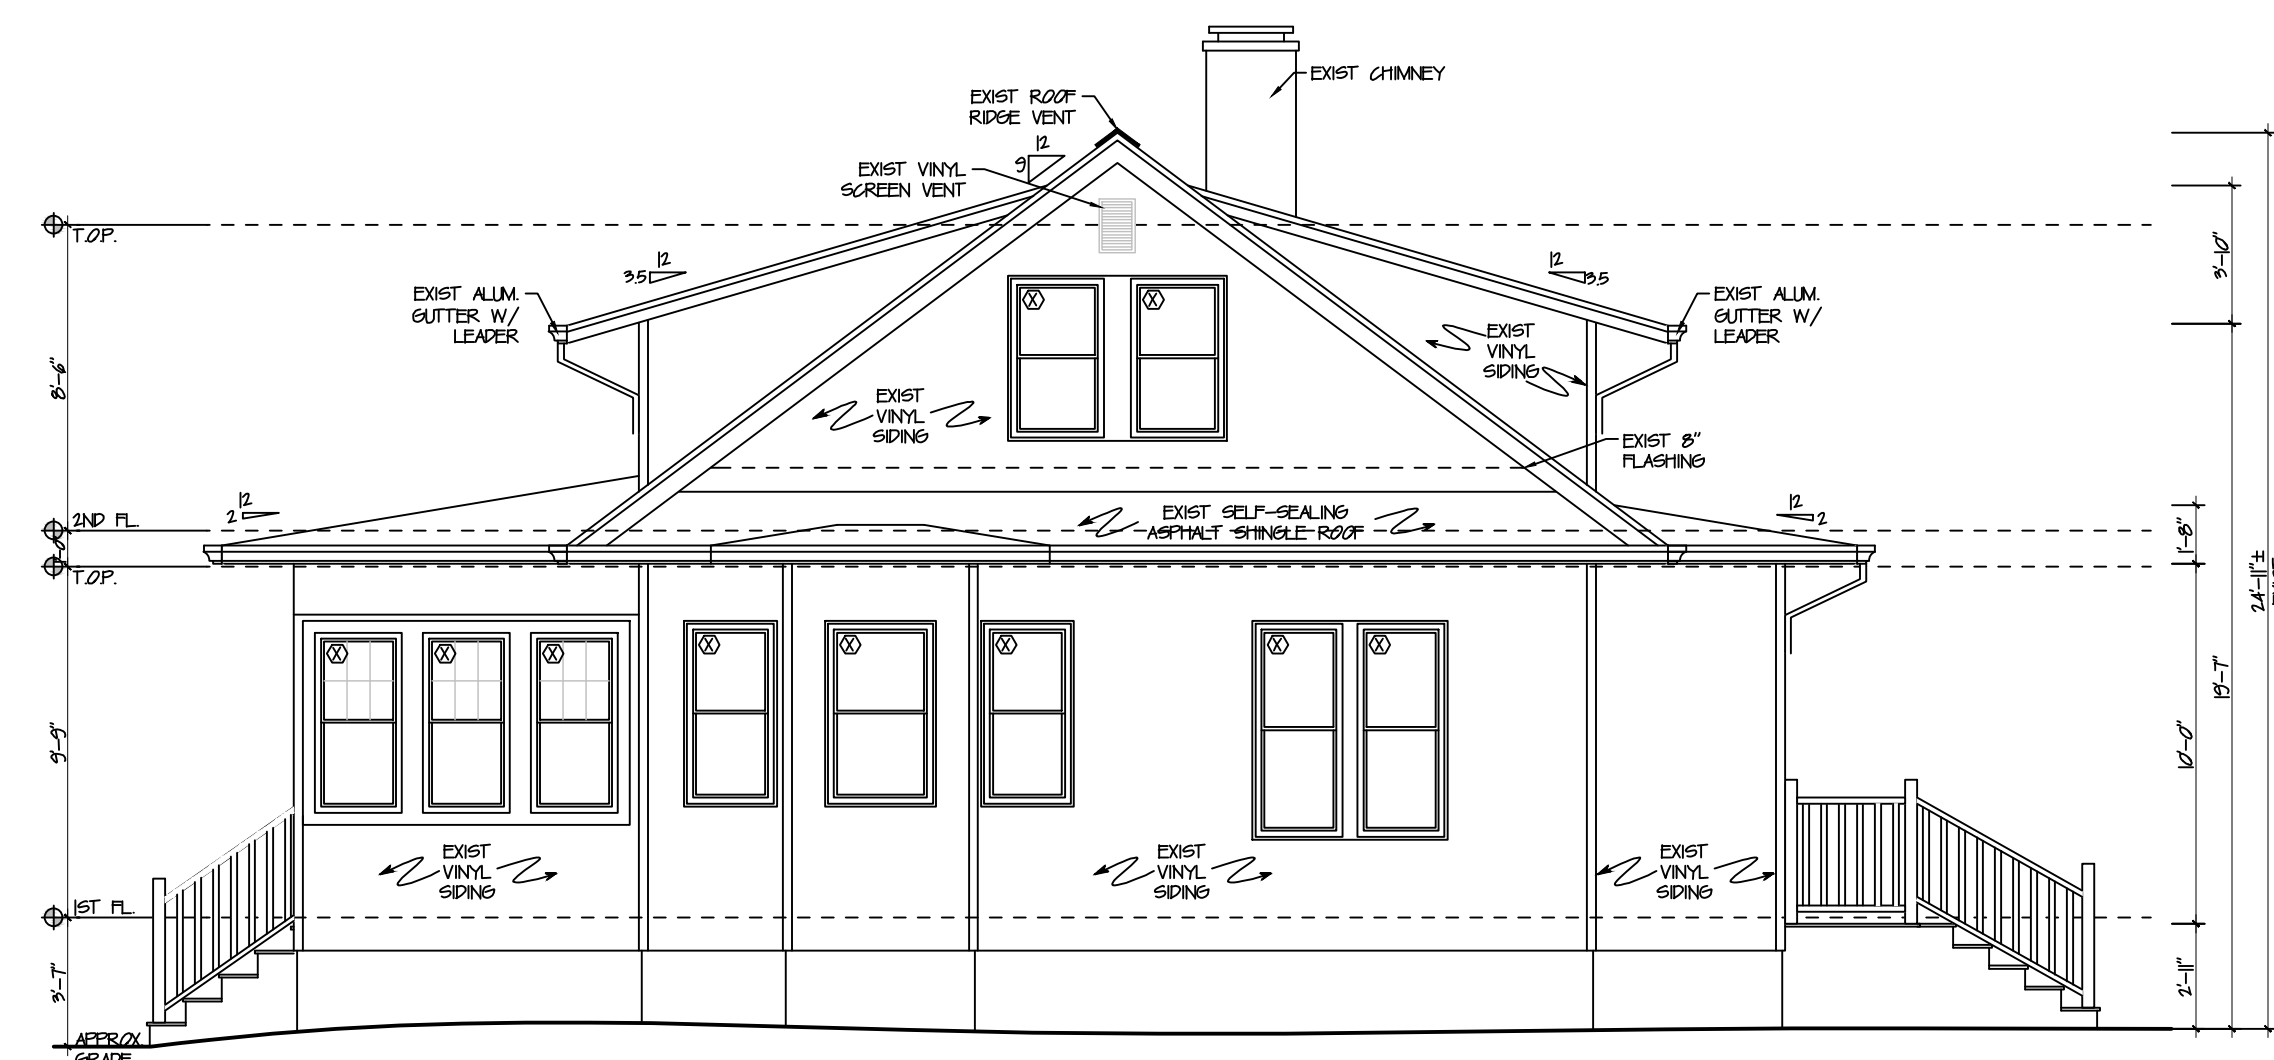 EXIST CHIMNEY
EXIST ROOF
RIDGE VENT
12
9
EXIST VINYL
SCREEN VENT
T.O.P.
12
3.5
12
3.5
3'-10"
EXIST ALUM.
GUTTER W/
LEADER
EXIST ALUM.
GUTTER W/
LEADER
EXIST
VINYL
SIDING
8'-6"
EXIST
VINYL
SIDING
X
X
EXIST 8"
FLASHING
12
2
12
2
2ND FL.
EXIST SELF-SEALING
ASPHALT SHINGLE ROOF
1'-8"
T.O.P.
24'-11"±
X
X
X
X
X
X
X
X
19'-7"
9'-9"
10'-0"
EXIST
VINYL
SIDING
EXIST
VINYL
SIDING
EXIST
VINYL
SIDING
1ST FL.
3'-7"
2'-11"
APPROX.
GRADE